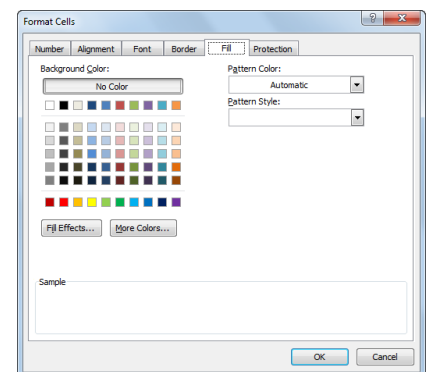 Format Cells
Number Alignment Font Border Fill Protection
Background Color:
No Color
Pattern Color:
Automatic
Pattern Style:
Fill Effects...
More Colors...
Sample
OK
Cancel